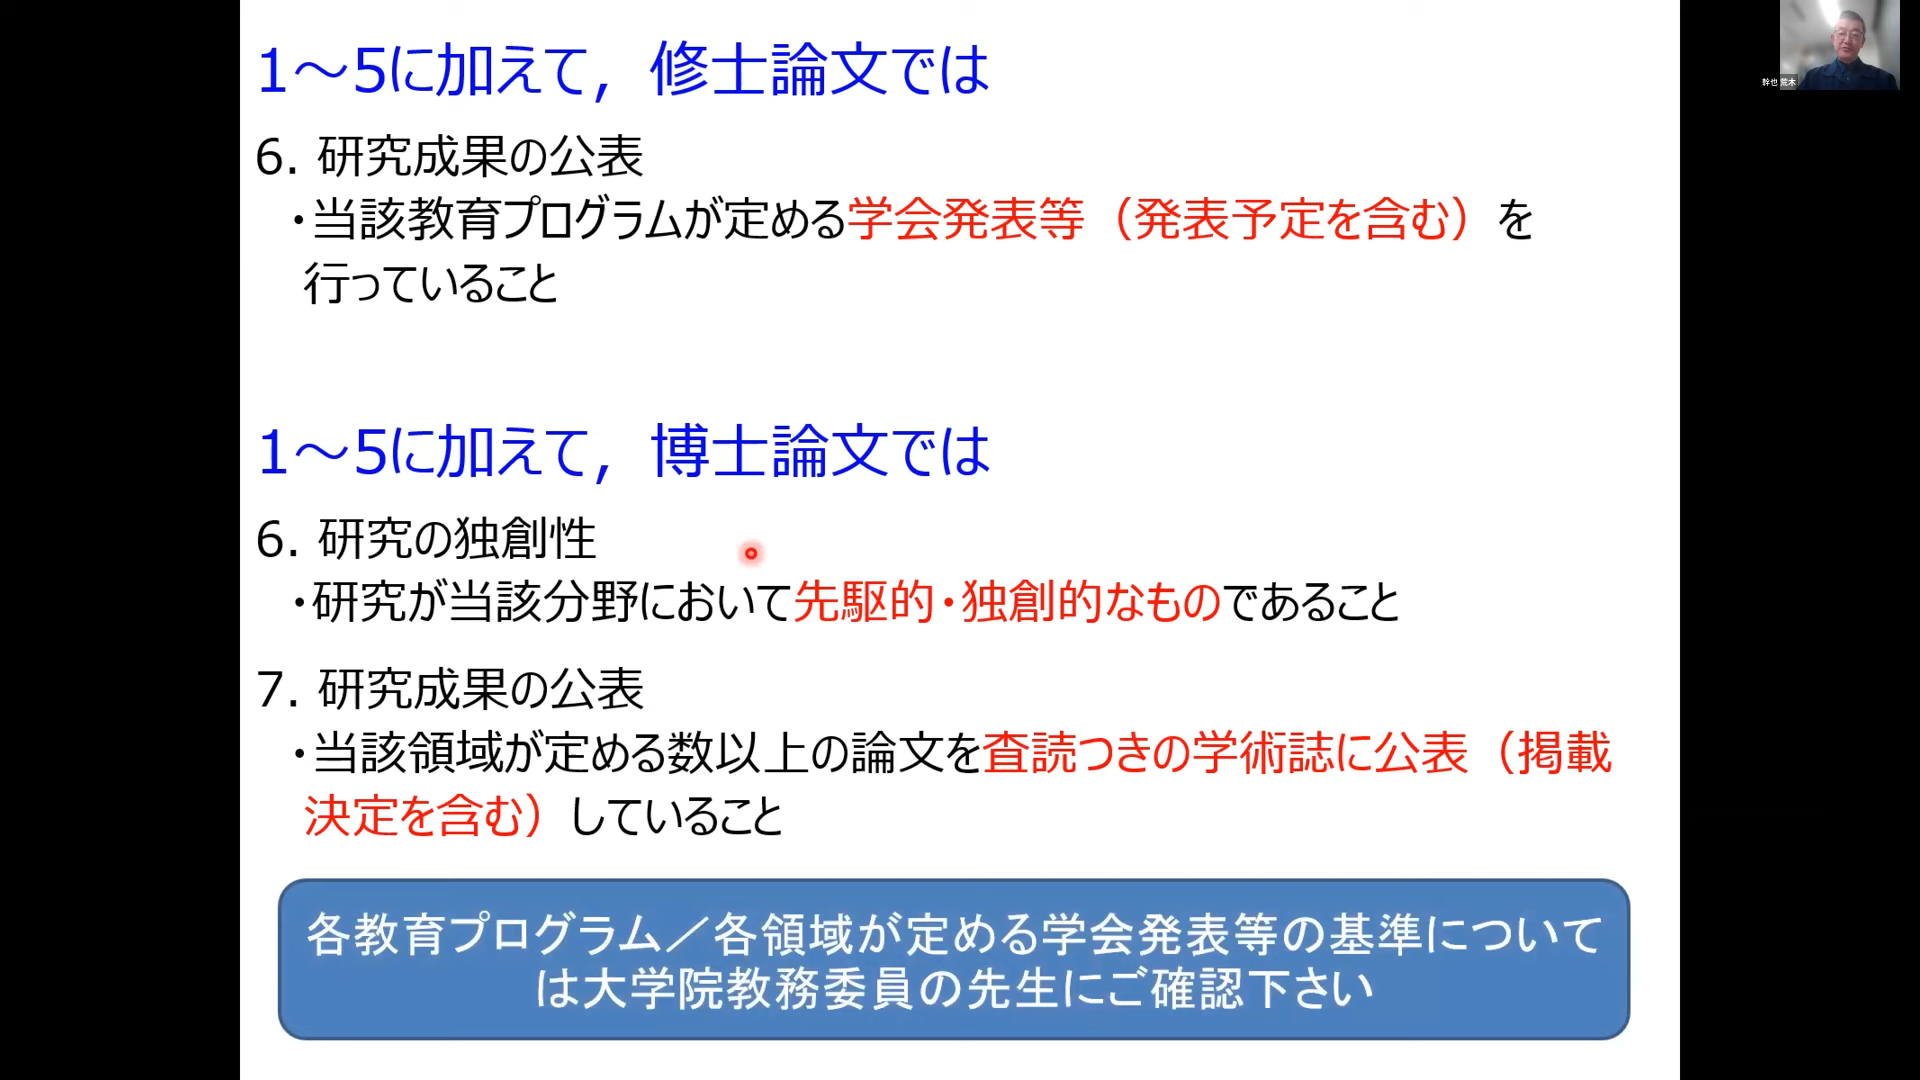 1～5に加えて，修士論文では
6. 研究成果の公表
・当該教育プログラムが定める学会発表等（発表予定を含む）を
行っていること
1～5に加えて，博士論文では
6. 研究の独創性
・研究が当該分野において先駆的・独創的なものであること
7. 研究成果の公表
・当該領域が定める数以上の論文を査読つきの学術誌に公表（掲載
決定を含む）していること
各教育プログラム／各領域が定める学会発表等の基準について
は大学院教務委員の先生にご確認下さい
幹也 荒木